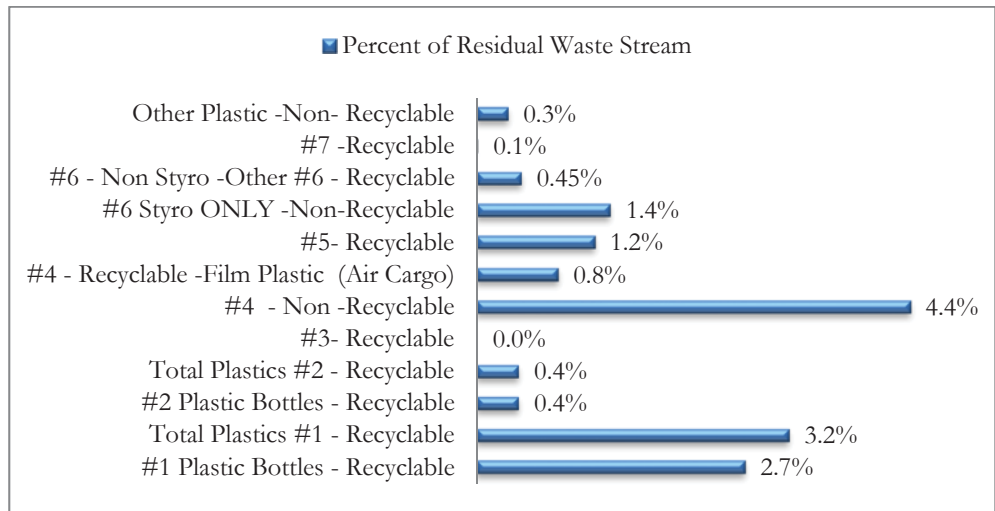 Percent of Residual Waste Stream
Other Plastic -Non- Recyclable 0.3%
#7 -Recyclable 0.1%
#6 - Non Styro -Other #6 - Recyclable 0.45%
#6 Styro ONLY -Non-Recyclable 1.4%
#5- Recyclable 1.2%
#4 - Recyclable -Film Plastic (Air Cargo) 0.8%
#4 - Non -Recyclable 4.4%
#3- Recyclable 0.0%
Total Plastics #2 - Recyclable 0.4%
#2 Plastic Bottles - Recyclable 0.4%
Total Plastics #1 - Recyclable 3.2%
#1 Plastic Bottles - Recyclable 2.7%